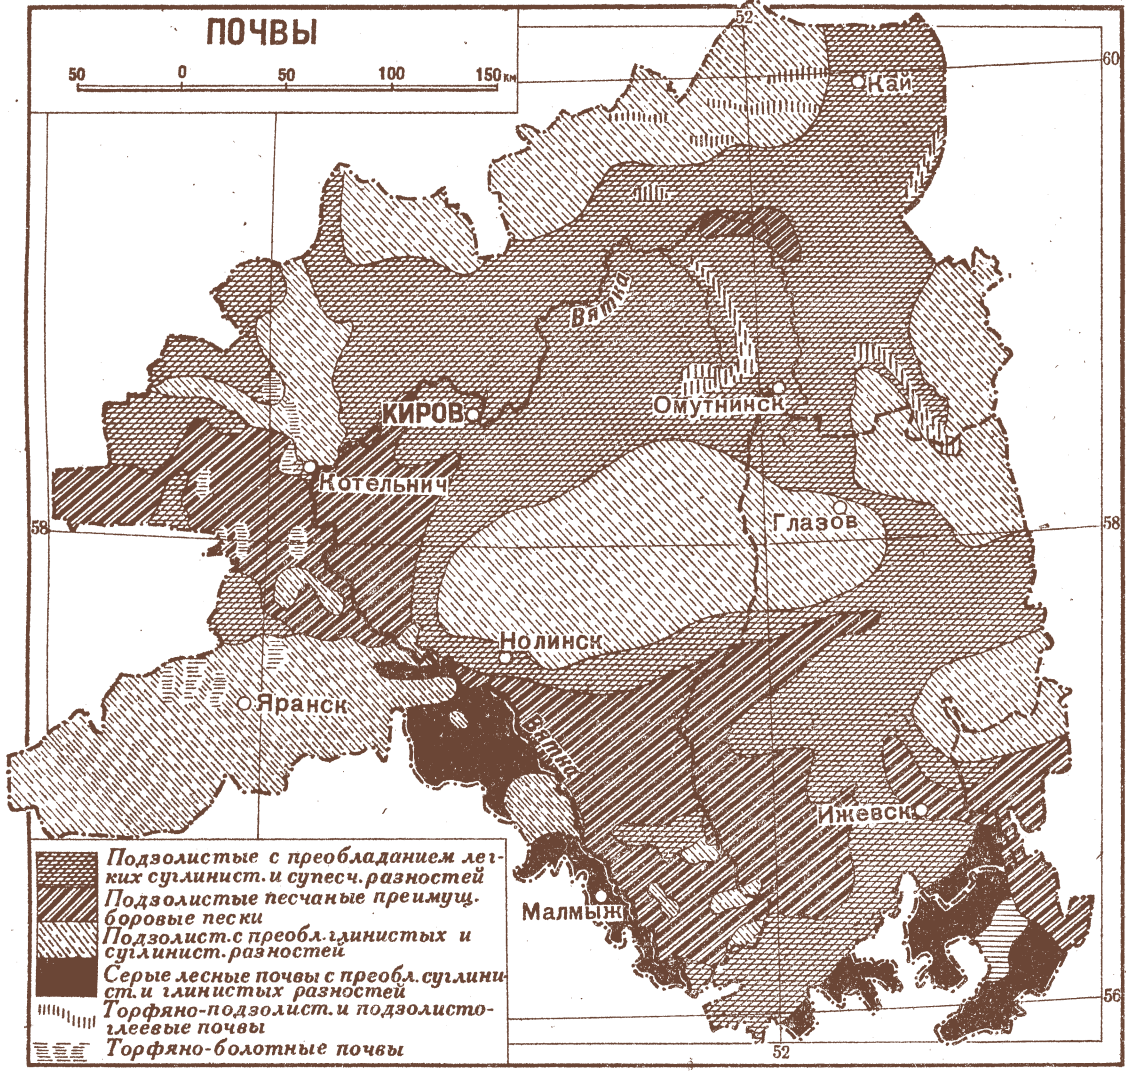 ПОЧВЫ
50 0 50 100 150 км
52
60
Кай
Вятка
КИРОВ
Омутнинск
Котельнич
58
58
Глазов
Нолинск
Яранск
Вятка
Ижевск
Малмыж
56
52
Подзолистые с преобладанием лег-
ких суглинист. и супесч. разностей
Подзолистые песчаные преимущ.
боровые пески
Подзолист. с преобл. глинистых и
суглинист. разностей
Серые лесные почвы с преобл. суглини-
ст. и глинистых разностей
Торфяно-подзолист. и подзолисто-
глеевые почвы
Торфяно-болотные почвы